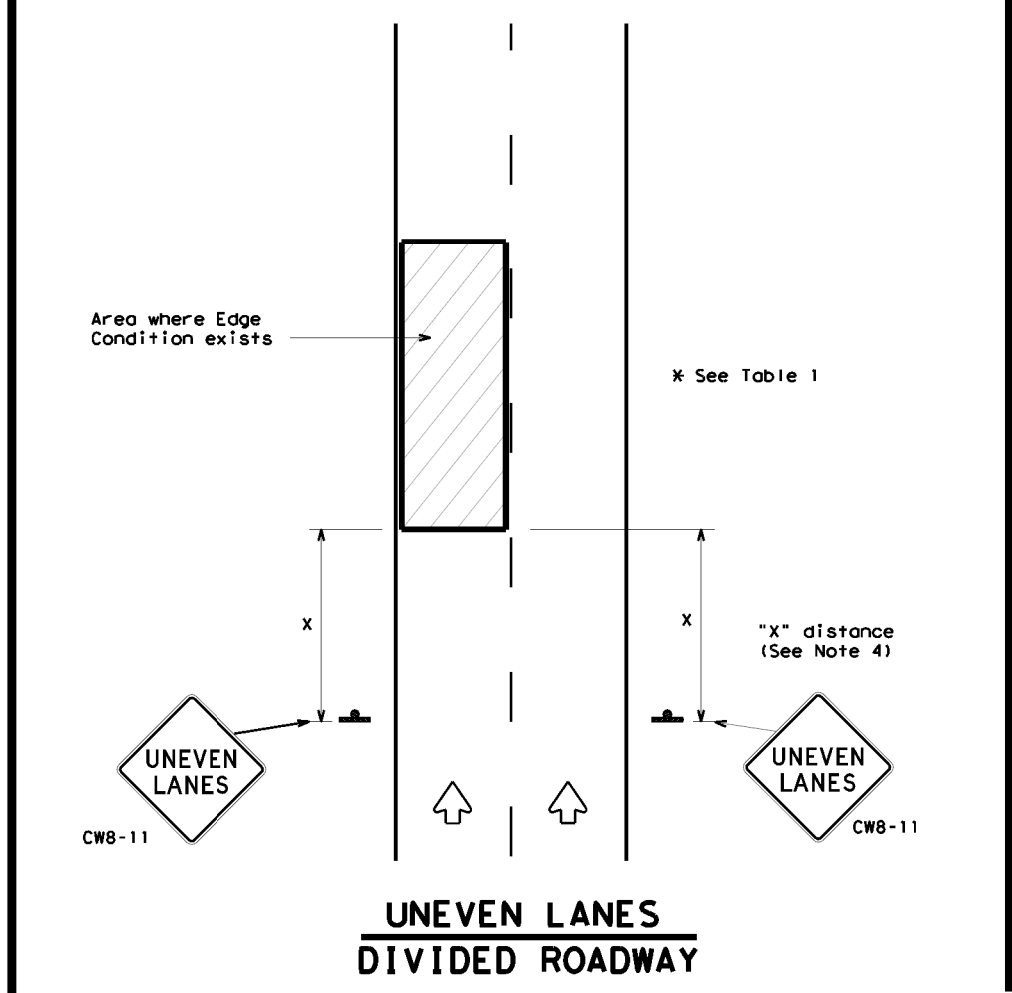 Area where Edge
Condition exists
* See Table 1
X
X
"X" distance
(See Note 4)
UNEVEN
LANES
CW8-11
UNEVEN
LANES
CW8-11
UNEVEN LANES
DIVIDED ROADWAY